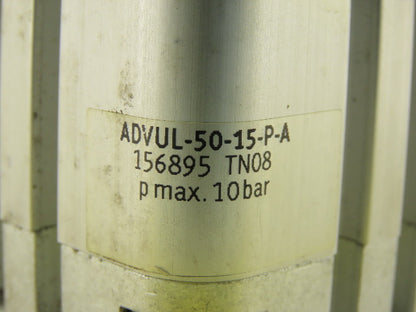 ADVUL-50-15-P-A
156895 TN08
p max. 10 bar